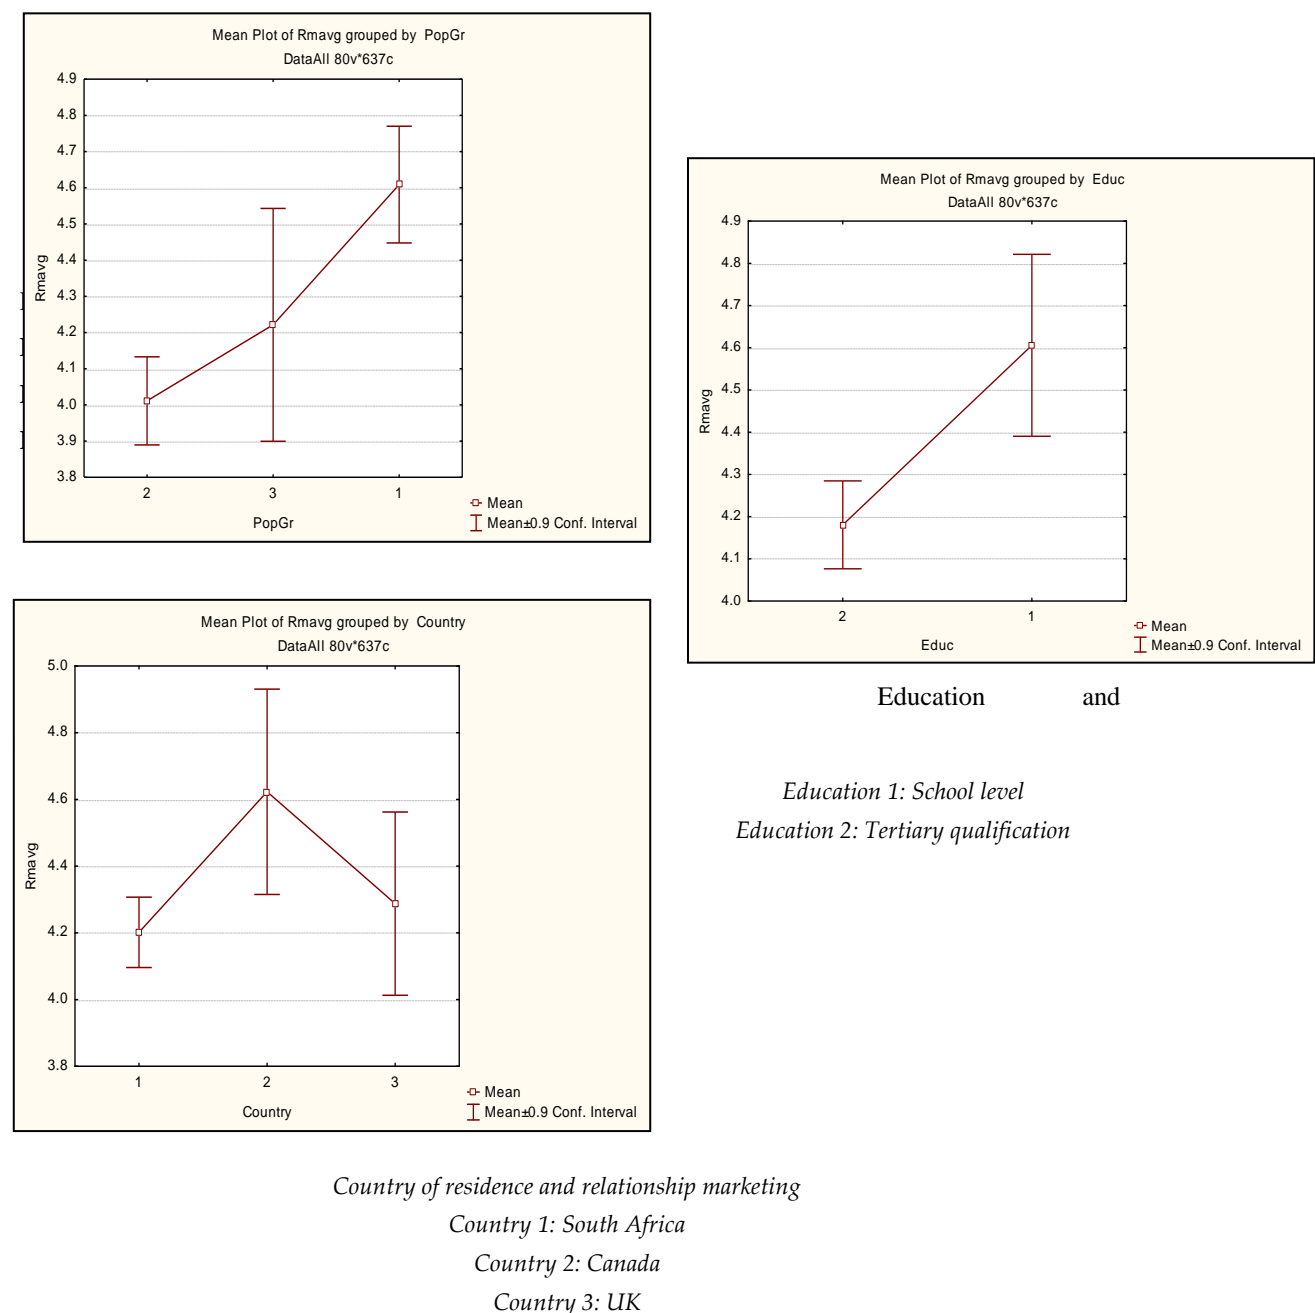 Mean Plot of Rmavg grouped by PopGr
DataAll 80v*637c
4.9
4.8
4.7
4.6
4.5
4.4
4.3
4.2
4.1
4.0
3.9
3.8
Rmavg
2 3 1
PopGr
Mean
Mean±0.9 Conf. Interval
Mean Plot of Rmavg grouped by Educ
DataAll 80v*637c
4.9
4.8
4.7
4.6
4.5
4.4
4.3
4.2
4.1
4.0
Rmavg
2 1
Educ
Mean
Mean±0.9 Conf. Interval
Education and
Education 1: School level
Education 2: Tertiary qualification
Mean Plot of Rmavg grouped by Country
DataAll 80v*637c
5.0
4.8
4.6
4.4
4.2
4.0
3.8
Rmavg
1 2 3
Country
Mean
Mean±0.9 Conf. Interval
Country of residence and relationship marketing
Country 1: South Africa
Country 2: Canada
Country 3: UK